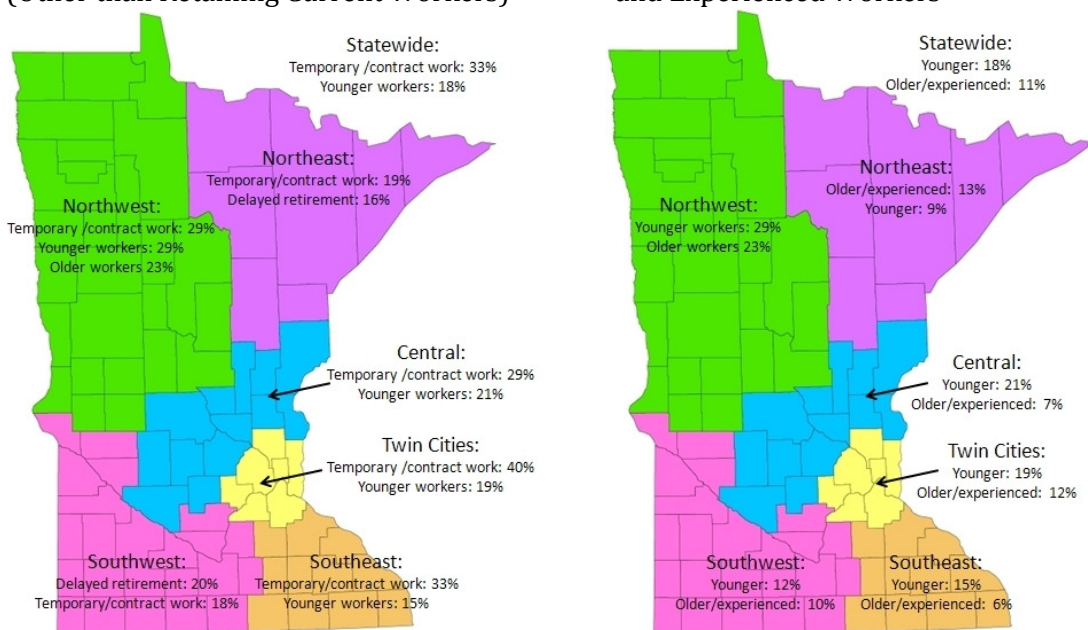 (Other than Retaining Current Workers)
and Experienced Workers
Statewide:
Temporary /contract work: 33%
Younger workers: 18%
Northeast:
Temporary/contract work: 19%
Delayed retirement: 16%
Northwest:
Temporary /contract work: 29%
Younger workers: 29%
Older workers 23%
Central:
Temporary /contract work: 29%
Younger workers: 21%
Twin Cities:
Temporary /contract work: 40%
Younger workers: 19%
Southwest:
Delayed retirement: 20%
Temporary/contract work: 18%
Southeast:
Temporary/contract work: 33%
Younger workers: 15%
Statewide:
Younger: 18%
Older/experienced: 11%
Northeast:
Older/experienced: 13%
Younger: 9%
Northwest:
Younger workers: 29%
Older workers: 23%
Central:
Younger: 21%
Older/experienced: 7%
Twin Cities:
Younger: 19%
Older/experienced: 12%
Southwest:
Younger: 12%
Older/experienced: 10%
Southeast:
Younger: 15%
Older/experienced: 6%